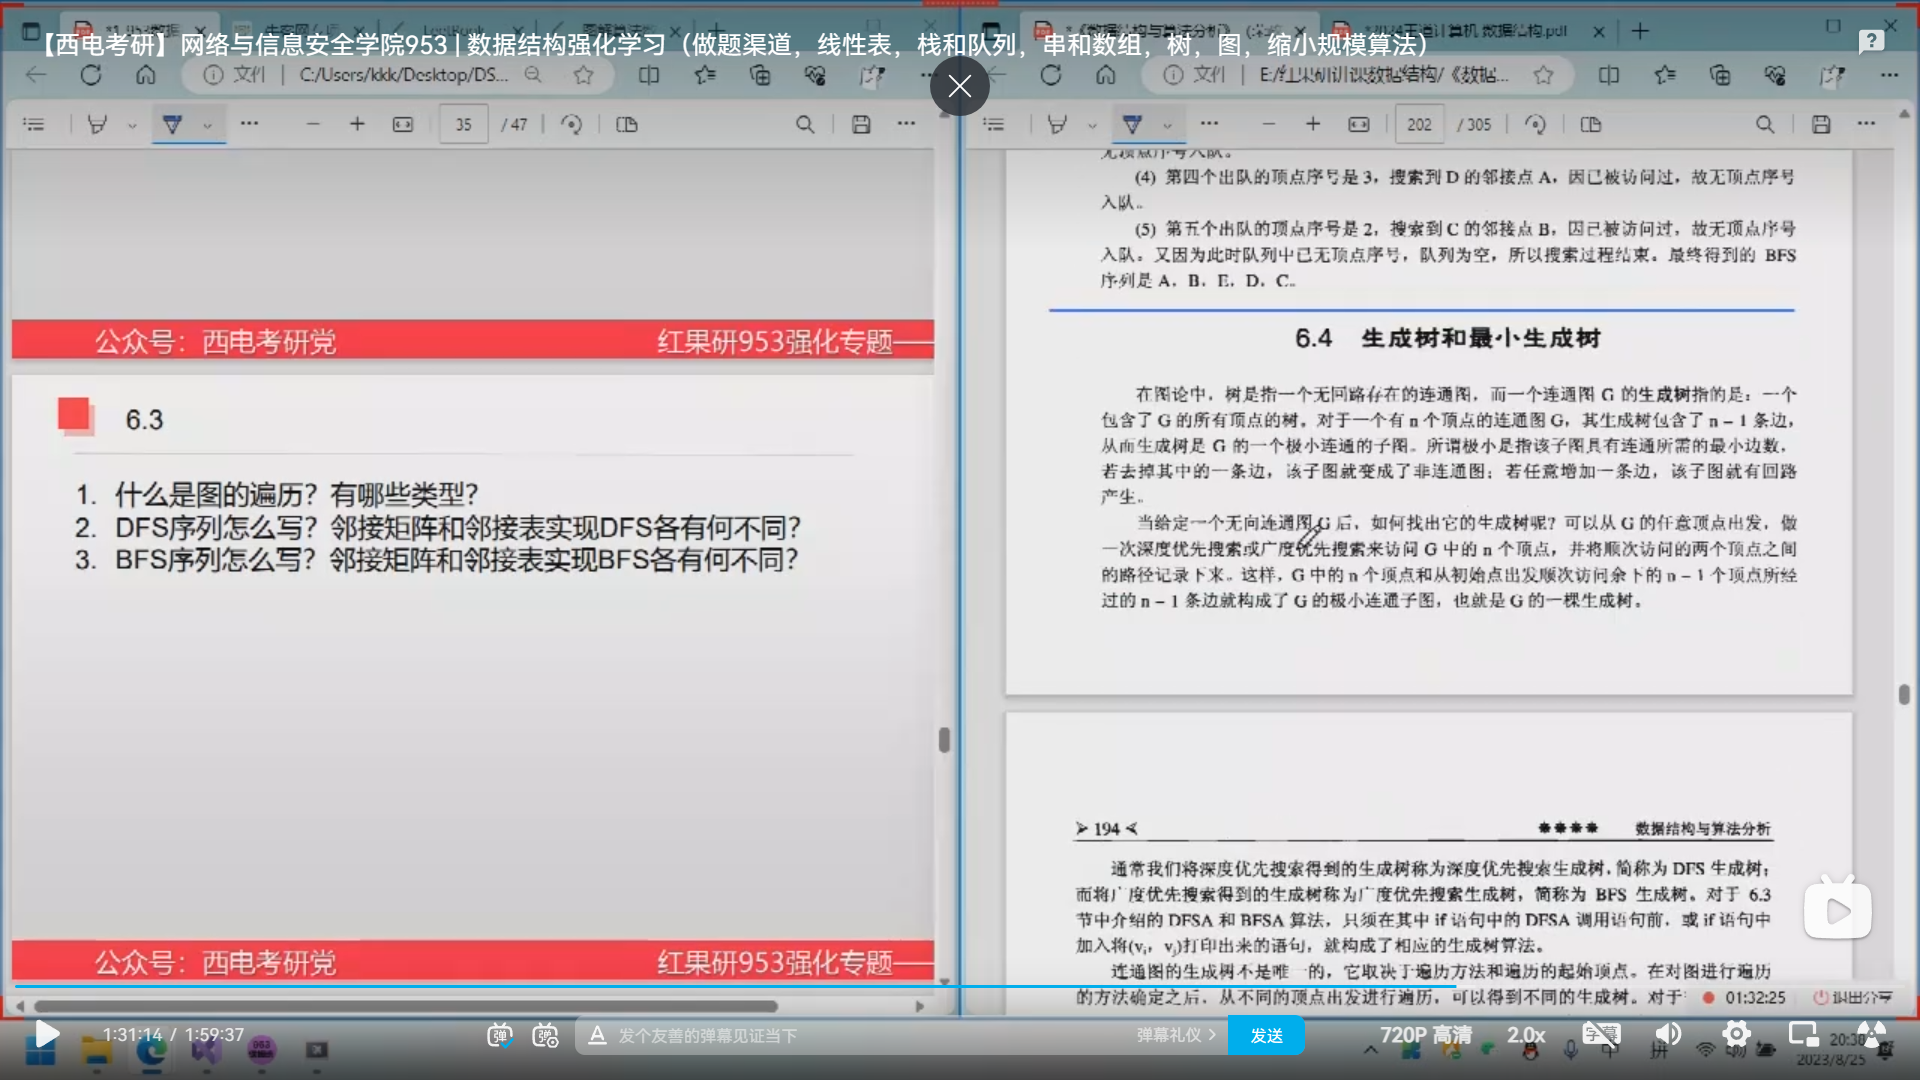 【西电考研】网络与信息安全学院953 | 数据结构强化学习（做题渠道，线性表，栈和队列，串和数组，树，图，缩小规模算法）
文件 | C:/Users/kkk/Desktop/DS...
35 / 47
公众号：西电考研党 红果研953强化专题——
6.3
1. 什么是图的遍历？有哪些类型？
2. DFS序列怎么写？邻接矩阵和邻接表实现DFS各有何不同？
3. BFS序列怎么写？邻接矩阵和邻接表实现BFS各有何不同？
公众号：西电考研党 红果研953强化专题——
文件 | E:/红果研训课数据结构/《数据...
202 / 305
无顶点序号入队。
(4) 第四个出队的顶点序号是 3，搜索到 D 的邻接点 A，因已被访问过，故无顶点序号
入队。
(5) 第五个出队的顶点序号是 2，搜索到 C 的邻接点 B，因已被访问过，故无顶点序号
入队。又因为此时队列中已无顶点序号，队列为空，所以搜索过程结束。最终得到的 BFS
序列是 A，B，E，D，C。
6.4 生成树和最小生成树
在图论中，树是指一个无回路存在的连通图，而一个连通图 G 的生成树指的是：一个
包含了 G 的所有顶点的树。对于一个有 n 个顶点的连通图 G，其生成树包含了 n－1 条边，
从而生成树是 G 的一个极小连通的子图。所谓极小是指该子图具有连通所需的最小边数，
若去掉其中的一条边，该子图就变成了非连通图；若任意增加一条边，该子图就有回路
产生。
当给定一个无向连通图 G 后，如何找出它的生成树呢？可以从 G 的任意顶点出发，做
一次深度优先搜索或广度优先搜索来访问 G 中的 n 个顶点，并将顺次访问的两个顶点之间
的路径记录下来。这样，G 中的 n 个顶点和从初始点出发顺次访问余下的 n－1 个顶点所经
过的 n－1 条边就构成了 G 的极小连通子图，也就是 G 的一棵生成树。
194 数据结构与算法分析
通常我们将深度优先搜索得到的生成树称为深度优先搜索生成树，简称为 DFS 生成树；
而将广度优先搜索得到的生成树称为广度优先搜索生成树，简称为 BFS 生成树。对于 6.3
节中介绍的 DFSA 和 BFSA 算法，只须在其中 if 语句中的 DFSA 调用语句前，或 if 语句中
加入将(vᵢ，vⱼ)打印出来的语句，就构成了相应的生成树算法。
连通图的生成树不是唯一的，它取决于遍历方法和遍历的起始顶点。在对图进行遍历
的方法确定之后，从不同的顶点出发进行遍历，可以得到不同的生成树。对于
01:32:25 退出分享
1:31:14 / 1:59:37 发个友善的弹幕见证当下 弹幕礼仪 发送 720P 高清 2.0x 字幕
中 拼 20:38
2023/8/25